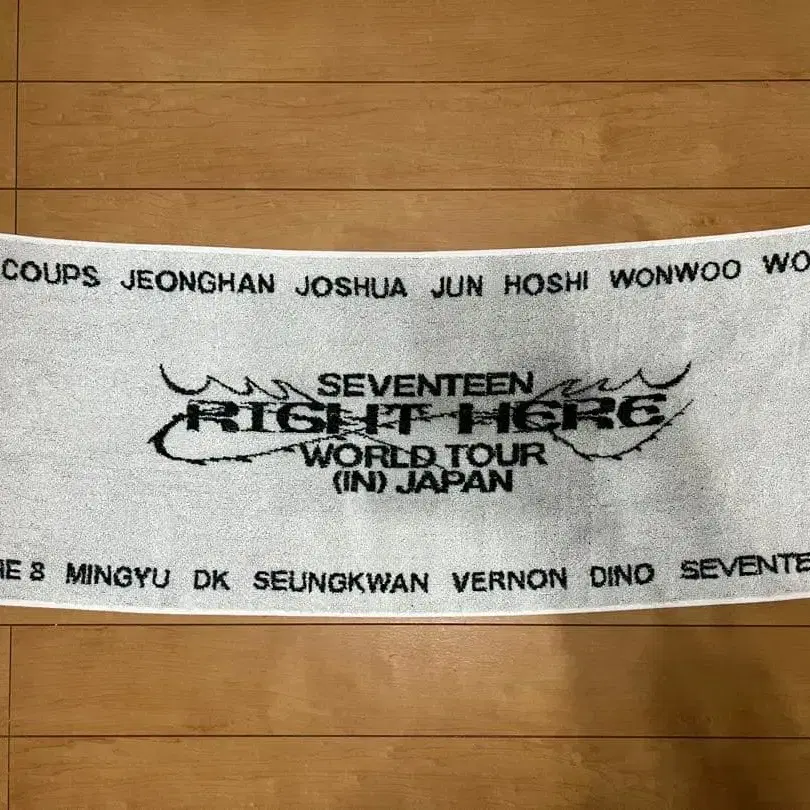 COUPS JEONGHAN JOSHUA JUN HOSHI WONWOO WO
SEVENTEEN
RIGHT HERE
WORLD TOUR
(IN) JAPAN
HE 8 MINGYU DK SEUNGKWAN VERNON DINO SEVENTE